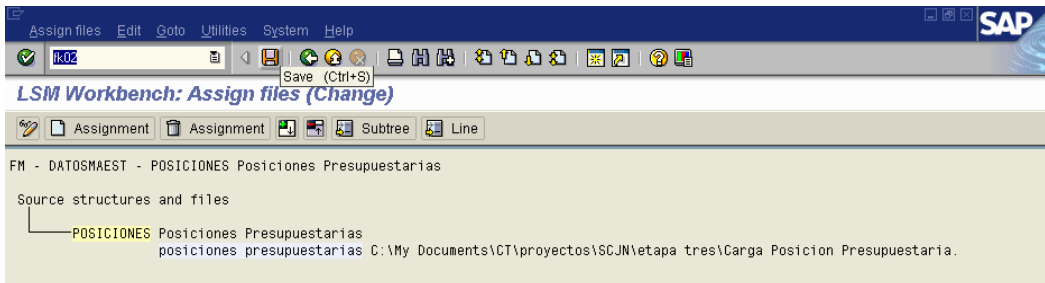 Assign files Edit Goto Utilities System Help
SAP
fk02
Save (Ctrl+S)
LSM Workbench: Assign files (Change)
Assignment Assignment Subtree Line
FM - DATOSMAEST - POSICIONES Posiciones Presupuestarias
Source structures and files
POSICIONES Posiciones Presupuestarias
posiciones presupuestarias C:\My Documents\CT\proyectos\SCJN\etapa tres\Carga Posicion Presupuestaria.